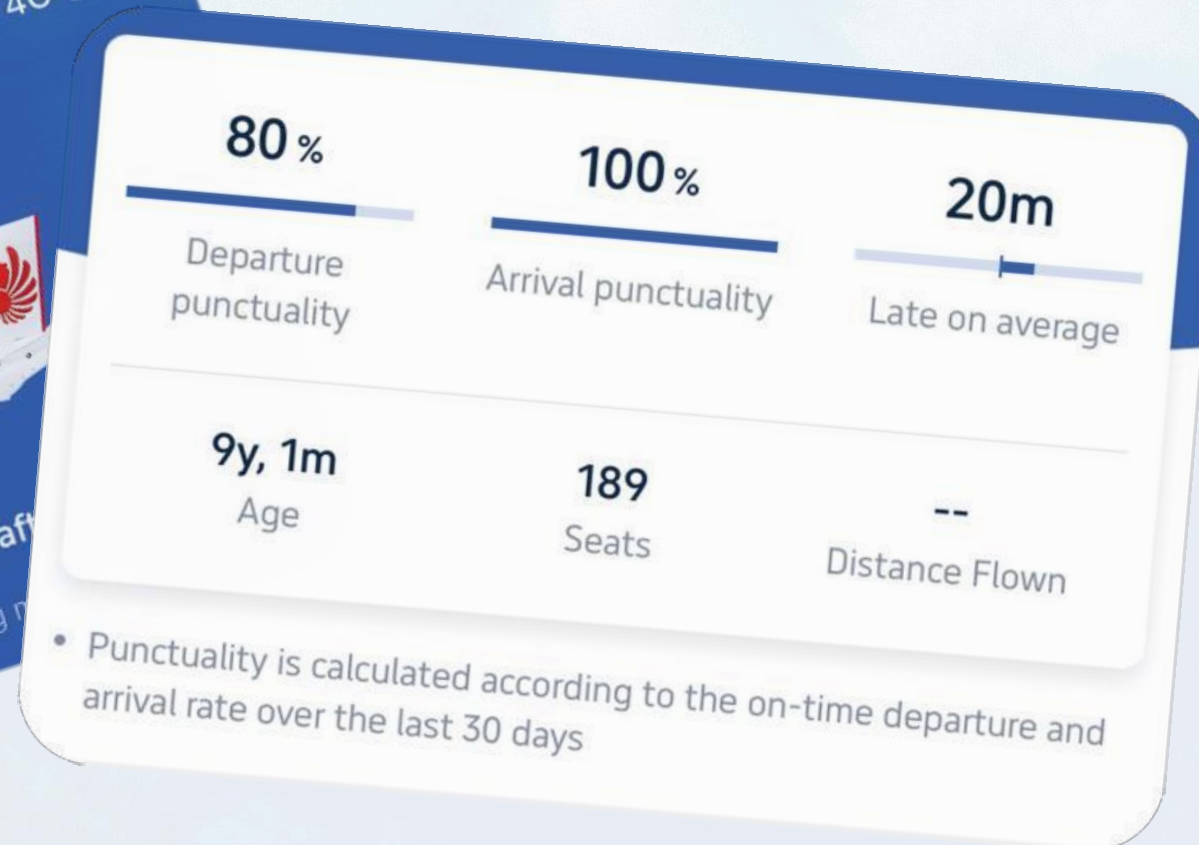 80 %
100 %
20m
Departure
punctuality
Arrival punctuality
Late on average
9y, 1m
189
--
Age
Seats
Distance Flown
• Punctuality is calculated according to the on-time departure and
arrival rate over the last 30 days